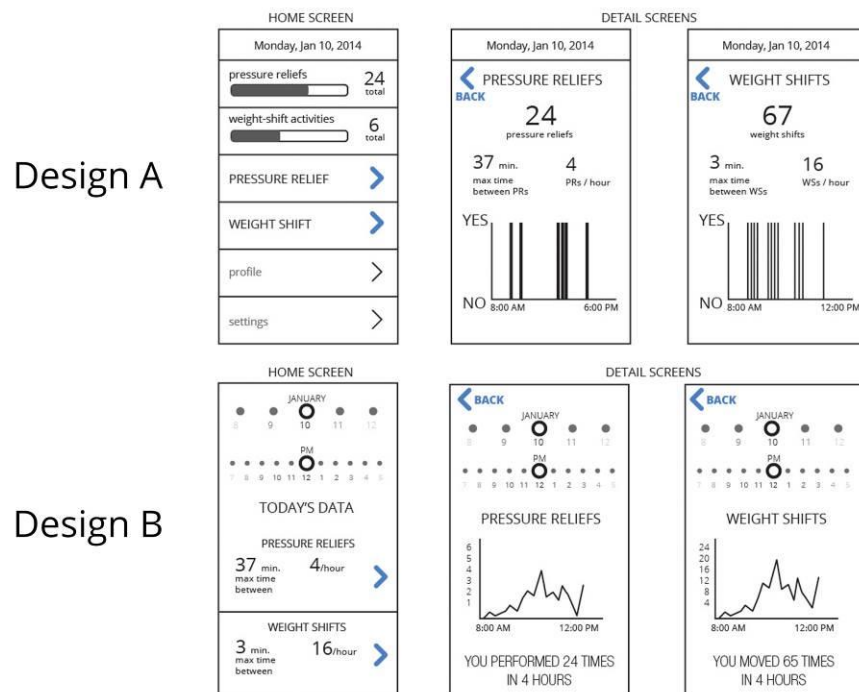 HOME SCREEN
DETAIL SCREENS
Design A
Monday, Jan 10, 2014
pressure reliefs
24
total
weight-shift activities
6
total
PRESSURE RELIEF
WEIGHT SHIFT
profile
settings
Monday, Jan 10, 2014
BACK
PRESSURE RELIEFS
24
pressure reliefs
37 min.
max time
between PRs
4
PRs / hour
YES
NO
8:00 AM 6:00 PM
Monday, Jan 10, 2014
BACK
WEIGHT SHIFTS
67
weight shifts
3 min.
max time
between WSs
16
WSs / hour
YES
NO
8:00 AM 12:00 PM
HOME SCREEN
DETAIL SCREENS
Design B
JANUARY
8 9 10 11 12
PM
7 8 9 10 11 12 1 2 3 4 5
TODAY'S DATA
PRESSURE RELIEFS
37 min.
max time
between
4/hour
WEIGHT SHIFTS
3 min.
max time
between
16/hour
BACK
JANUARY
8 9 10 11 12
PM
7 8 9 10 11 12 1 2 3 4 5
PRESSURE RELIEFS
6
5
4
3
2
1
8:00 AM 12:00 PM
YOU PERFORMED 24 TIMES
IN 4 HOURS
BACK
JANUARY
8 9 10 11 12
PM
7 8 9 10 11 12 1 2 3 4 5
WEIGHT SHIFTS
24
20
16
12
8
4
8:00 AM 12:00 PM
YOU MOVED 65 TIMES
IN 4 HOURS